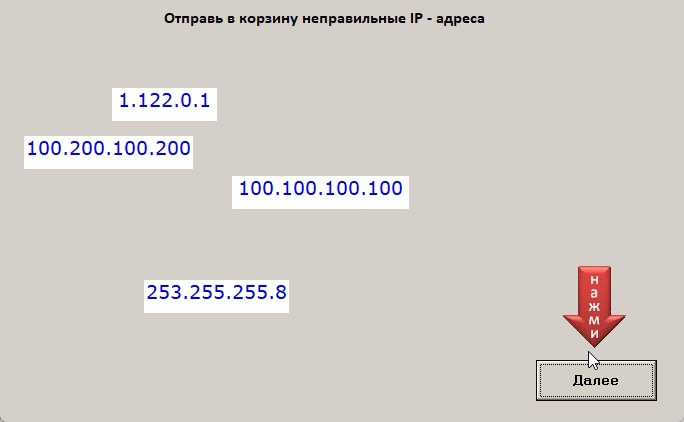 Отправь в корзину неправильные IP - адреса
1.122.0.1
100.200.100.200
100.100.100.100
253.255.255.8
нажми
Далее